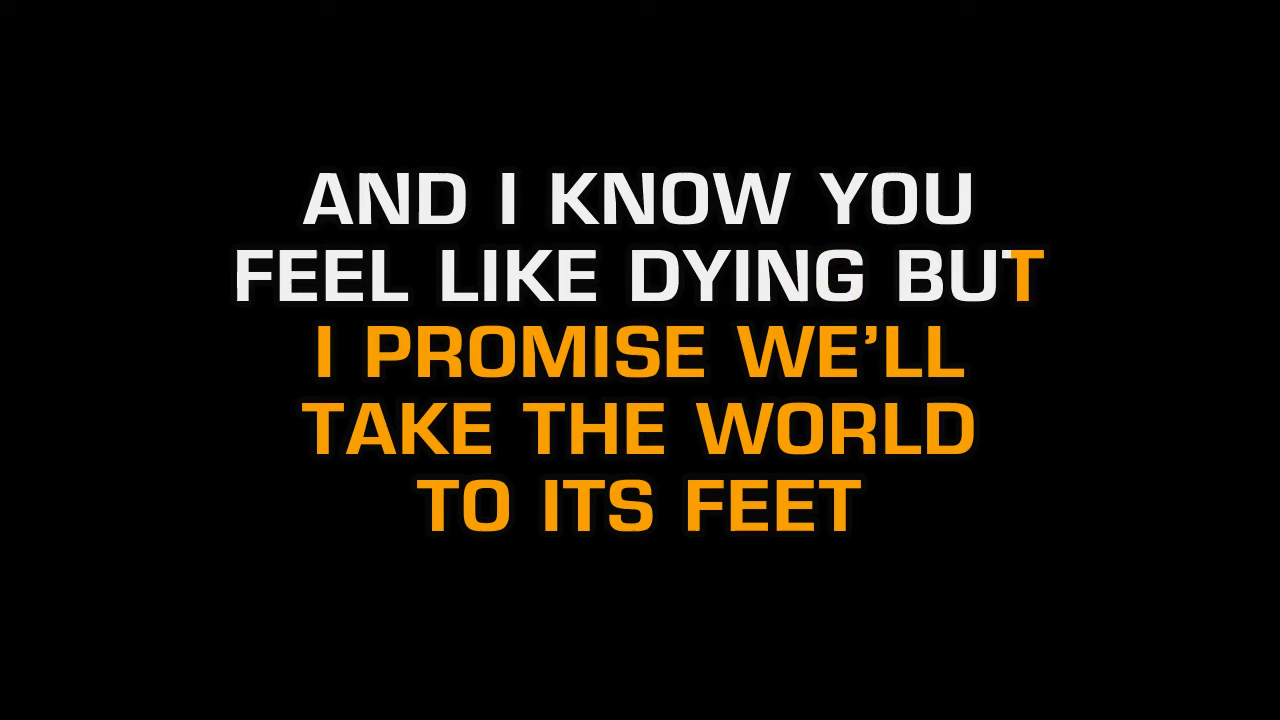 AND I KNOW YOU
FEEL LIKE DYING BUT
I PROMISE WE’LL
TAKE THE WORLD
TO ITS FEET